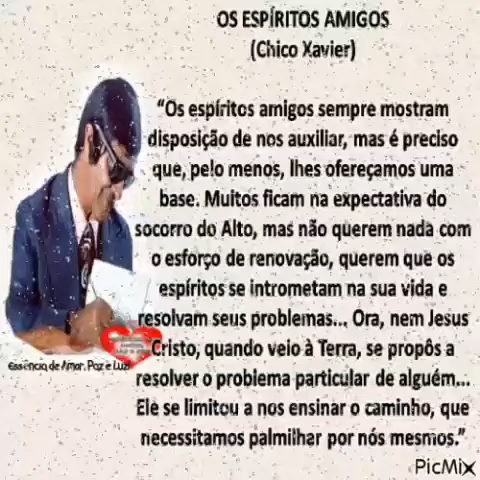 OS ESPÍRITOS AMIGOS
(Chico Xavier)
“Os espíritos amigos sempre mostram
disposição de nos auxiliar, mas é preciso
que, pelo menos, lhes ofereçamos uma
base. Muitos ficam na expectativa do
socorro do Alto, mas não querem nada com
o esforço de renovação, querem que os
espíritos se intrometam na sua vida e
resolvam seus problemas... Ora, nem Jesus
Cristo, quando veio à Terra, se propôs a
resolver o problema particular de alguém...
Ele se limitou a nos ensinar o caminho, que
necessitamos palmilhar por nós mesmos.”
Essência de Amor, Paz e Luz
PicMix